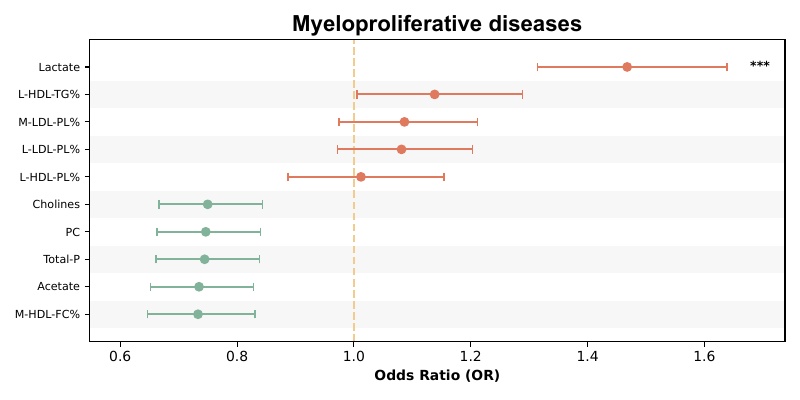 Myeloproliferative diseases
Lactate
***
L-HDL-TG%
M-LDL-PL%
L-LDL-PL%
L-HDL-PL%
Cholines
PC
Total-P
Acetate
M-HDL-FC%
0.6 0.8 1.0 1.2 1.4 1.6
Odds Ratio (OR)